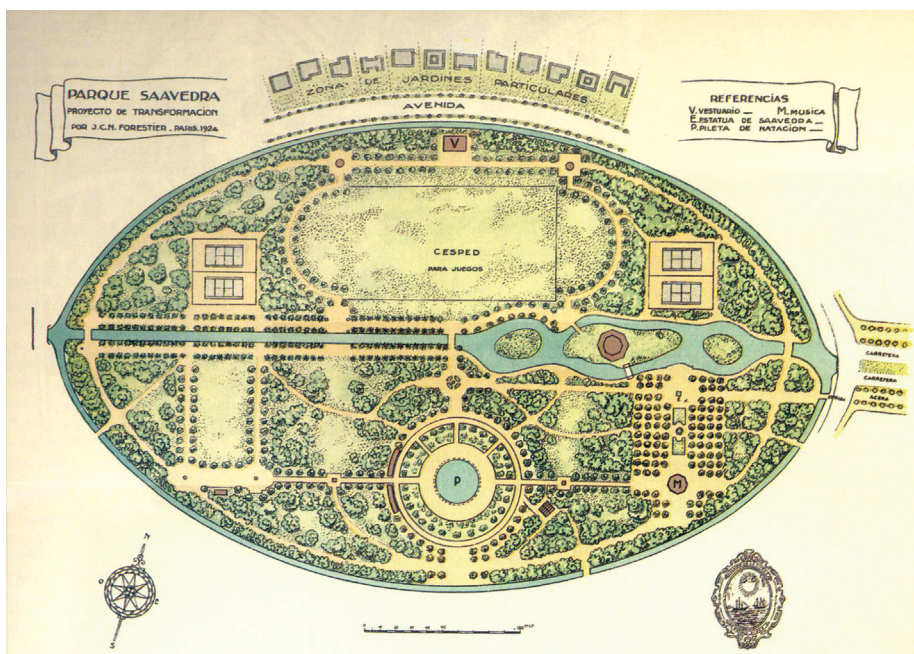 ZONA DE JARDINES PARTICULARES
AVENIDA
PARQUE SAAVEDRA
PROYECTO DE TRANSFORMACION
POR J.C.N. FORESTIER _ PARIS.1924
REFERENCIAS
V. VESTUARIO _ M. MUSICA
E. ESTATUA DE SAAVEDRA _
P. PILETA DE NATACION _
V
CESPED
PARA JUEGOS
CARRETERA
CARRETERA
ACERA
E
P
M
N
O
E
S